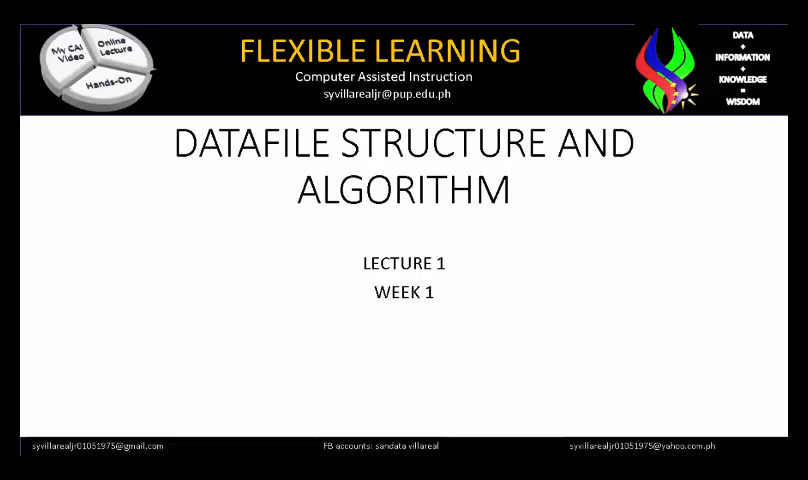 My CAI
Video
Online
Lecture
Hands-On
FLEXIBLE LEARNING
Computer Assisted Instruction
syvillarealjr@pup.edu.ph
DATA
+
INFORMATION
+
KNOWLEDGE
=
WISDOM
DATAFILE STRUCTURE AND
ALGORITHM
LECTURE 1
WEEK 1
syvillarealjr01051975@gmail.com
FB accounts: sandata villareal
syvillarealjr01051975@yahoo.com.ph